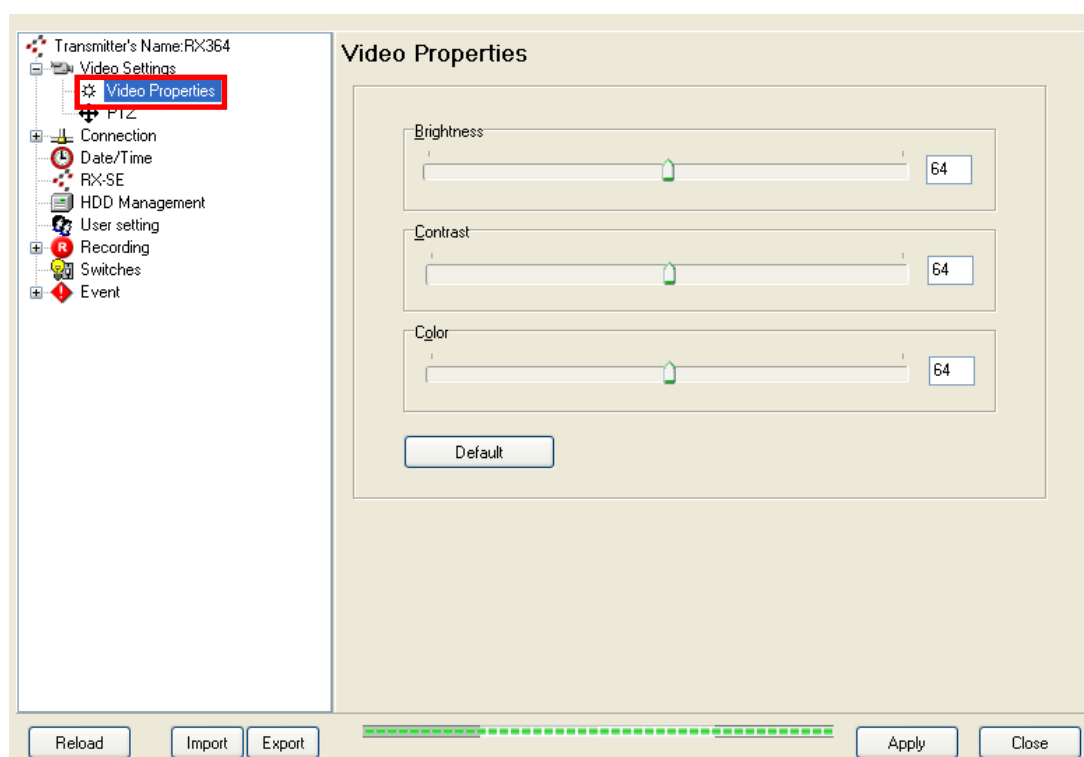 Transmitter's Name:RX364
Video Settings
Video Properties
PTZ
Connection
Date/Time
RX-SE
HDD Management
User setting
R Recording
Switches
Event
Video Properties
Brightness
64
Contrast
64
Color
64
Default
Reload
Import
Export
Apply
Close